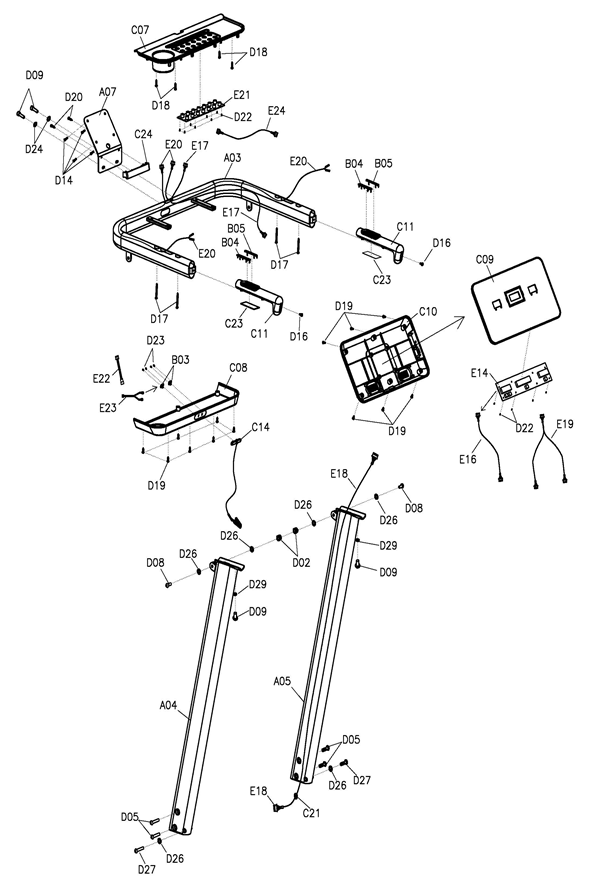 C07
D18
D09
A07
D20
D18
E21
D22
E24
D24
C24
E20
E17
A03
E20
B04
B05
D14
E17
C11
B05
B04
D16
E20
D17
C23
C09
D17
C23
C11
D16
D19
C10
D23
B03
C08
E22
E14
E23
D22
E19
C14
D19
E16
D19
E18
D26
D08
D26
D26
D29
D26
D02
D09
D08
D29
D09
A05
A04
D05
D26
D27
E18
C21
D05
D26
D27